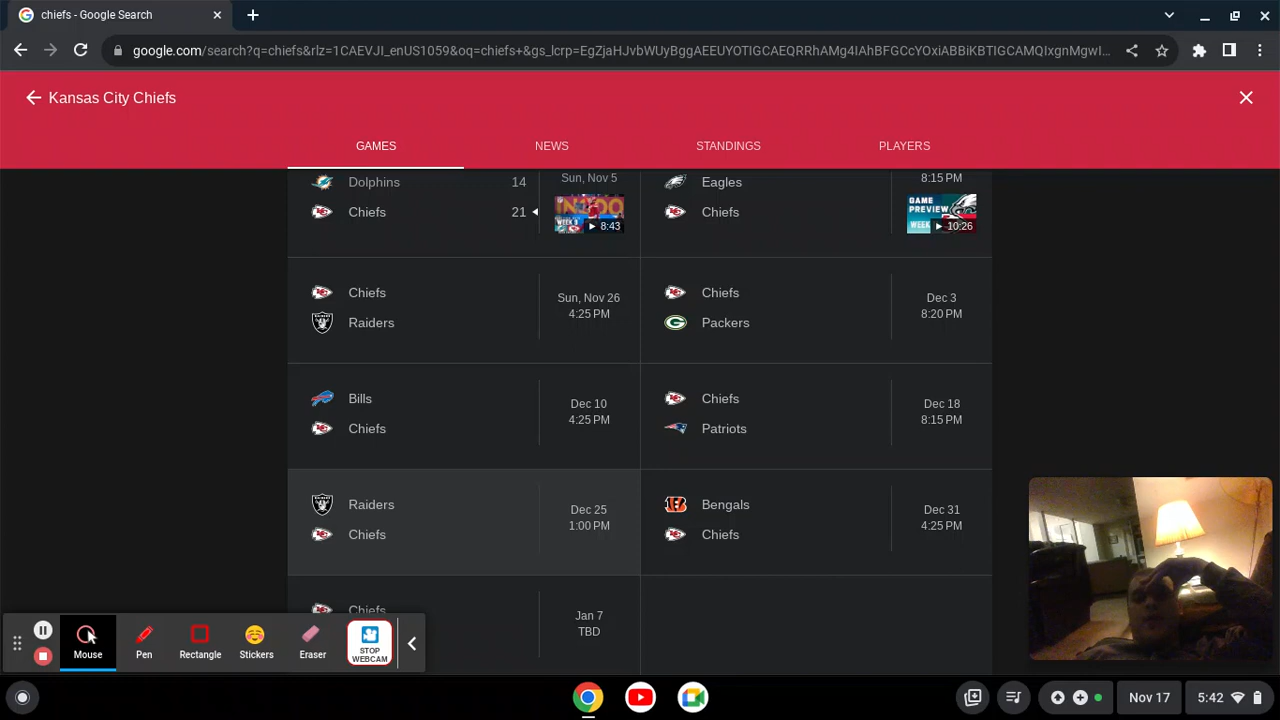 chiefs - Google Search
google.com/search?q=chiefs&rlz=1CAEVJI_enUS1059&oq=chiefs+&gs_lcrp=EgZjaHJvbWUyBggAEEUYOTIGCAEQRRhAMg4IAhBFGCcYOxiABBiKBTIGCAMQIxgnMgwI...
Kansas City Chiefs
GAMES
NEWS
STANDINGS
PLAYERS
Dolphins 14
Chiefs 21
Sun, Nov 5
8:43
Eagles
Chiefs
8:15 PM
GAME
PREVIEW
WEEK
10:26
Chiefs
Raiders
Sun, Nov 26
4:25 PM
Chiefs
Packers
Dec 3
8:20 PM
Bills
Chiefs
Dec 10
4:25 PM
Chiefs
Patriots
Dec 18
8:15 PM
Raiders
Chiefs
Dec 25
1:00 PM
Bengals
Chiefs
Dec 31
4:25 PM
Chiefs
Jan 7
TBD
Mouse
Pen
Rectangle
Stickers
Eraser
STOP
WEBCAM
Nov 17
5:42